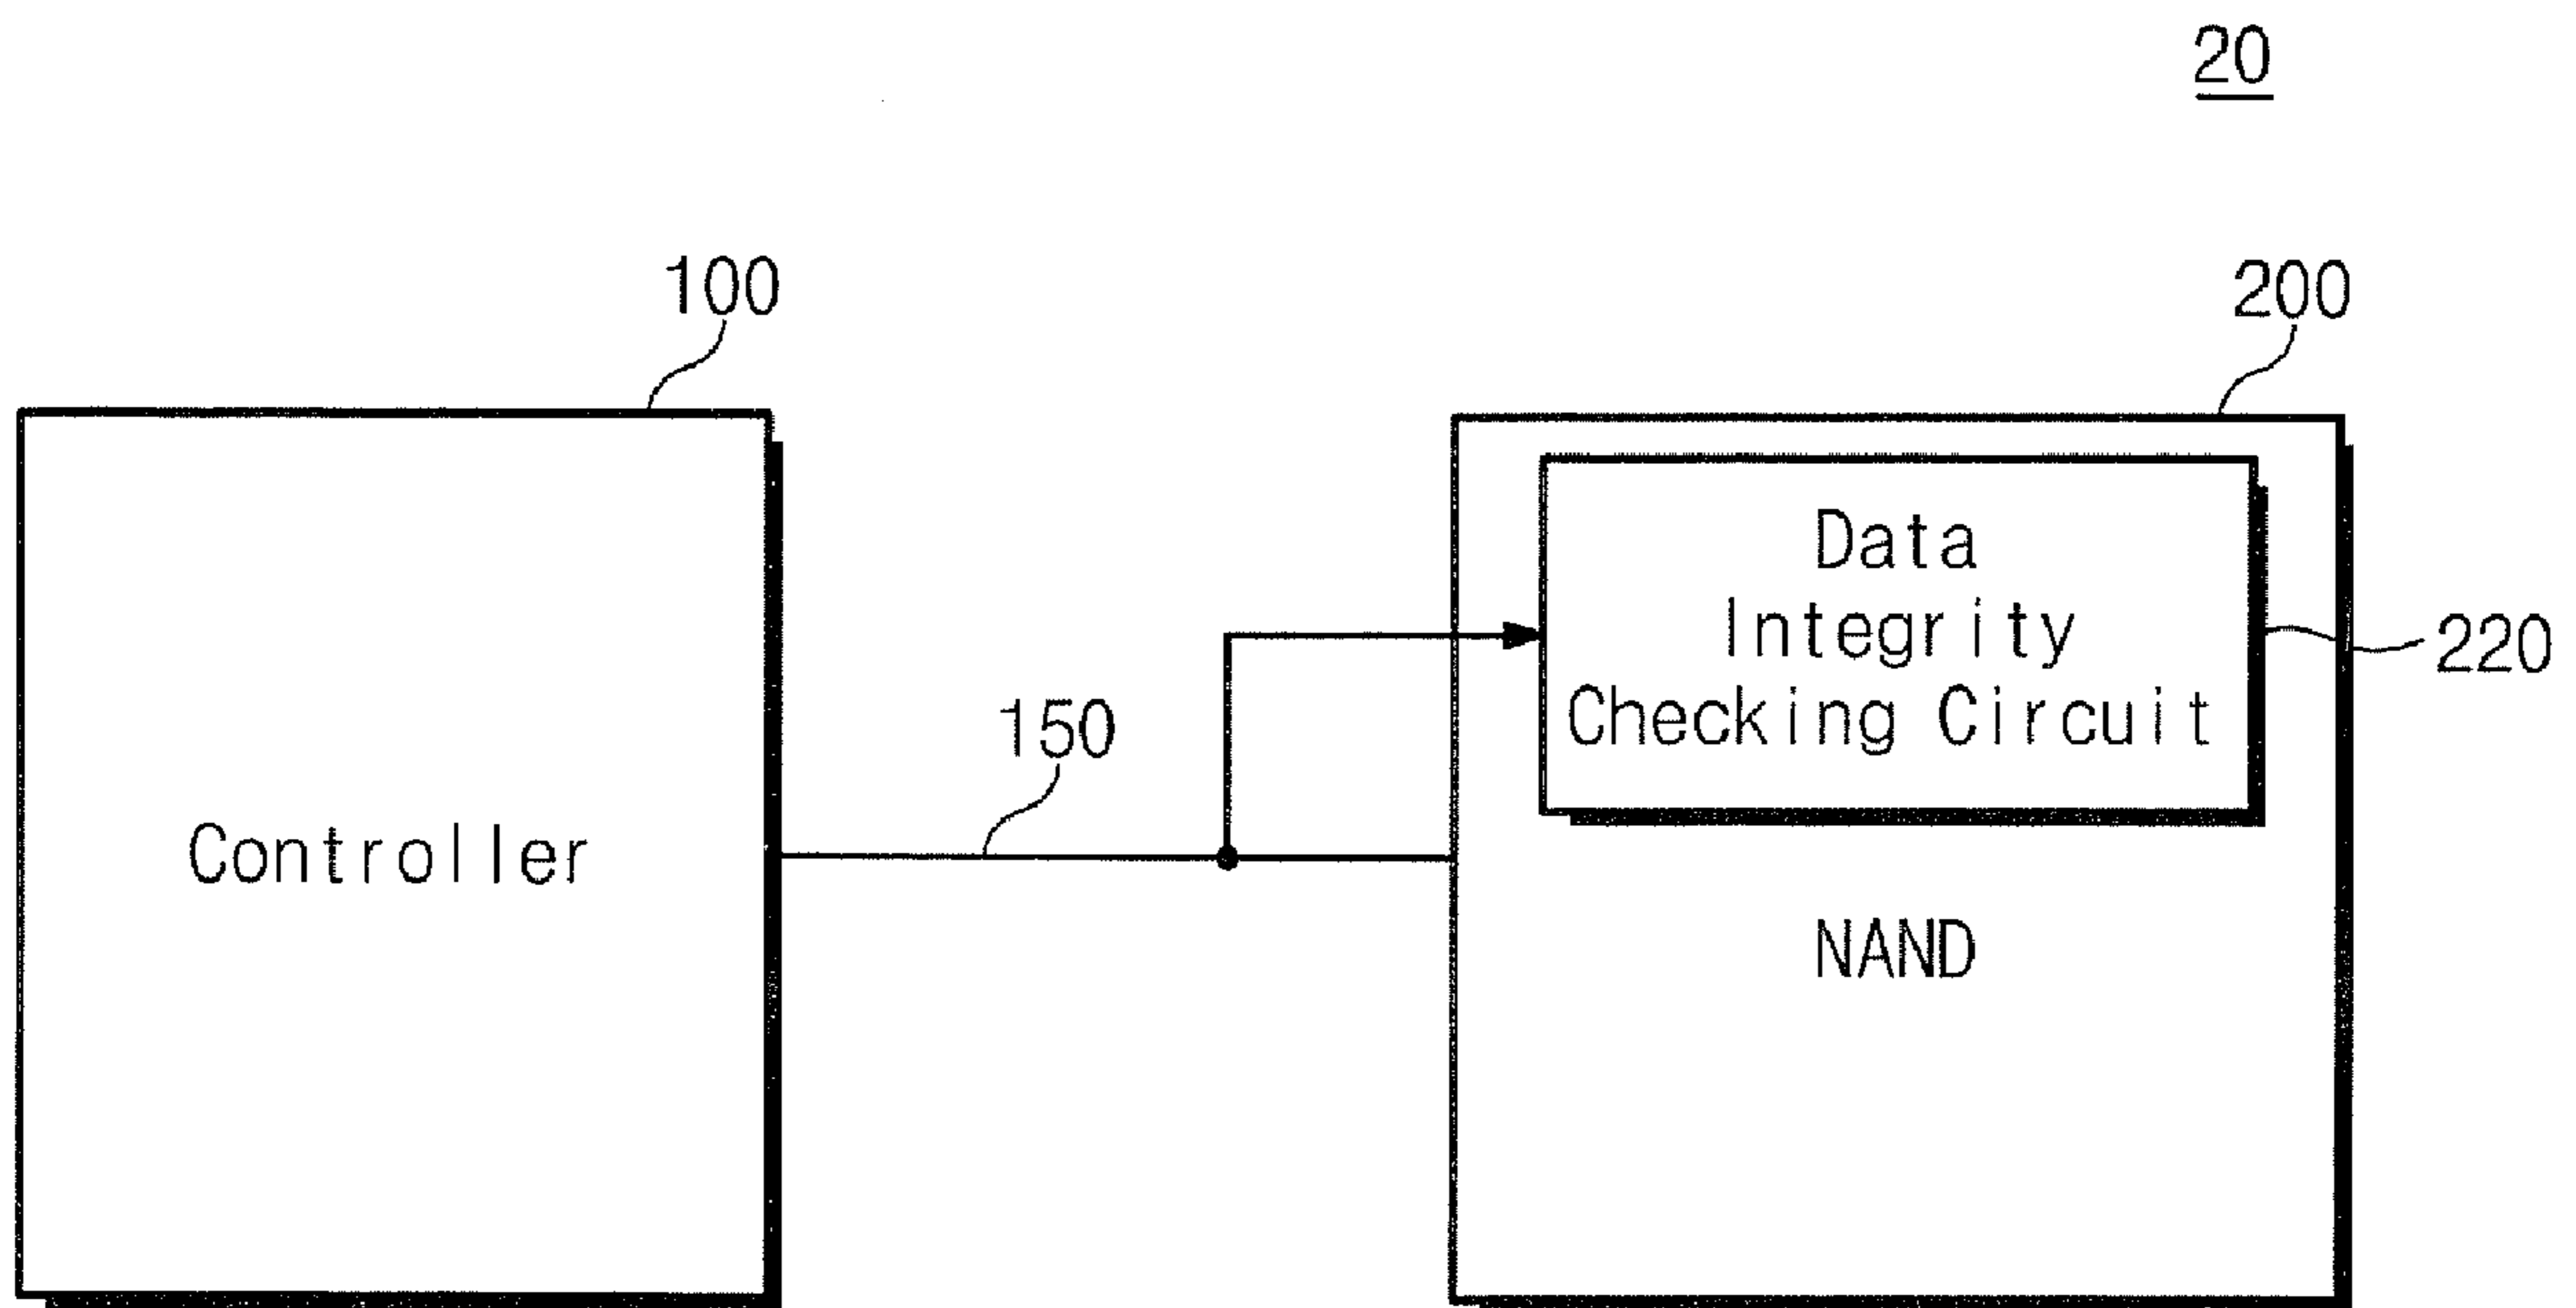 20
100
200
Data
Integrity
Checking Circuit
220
150
Controller
NAND